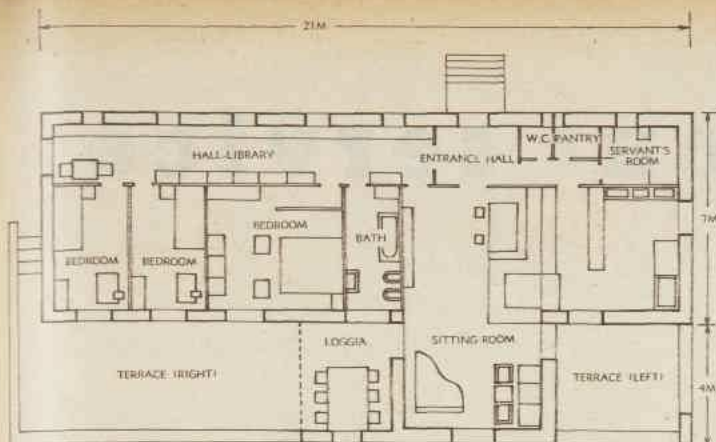 21M
W.C.
PANTRY
HALL-LIBRARY
ENTRANCE HALL
SERVANT'S
ROOM
7M
BEDROOM
BATH
BEDROOM
BEDROOM
LOGGIA
SITTING ROOM
TERRACE (RIGHT)
TERRACE (LEFT)
4M